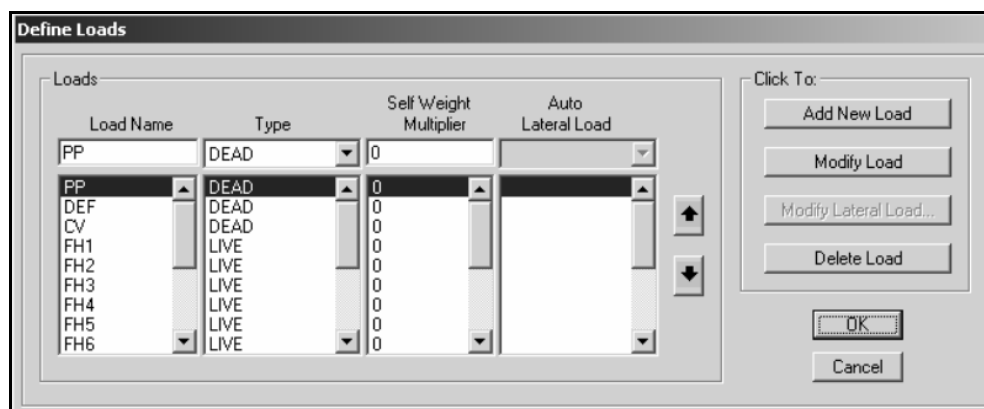 Define Loads
Loads
Click To:
Load Name Type Self Weight Multiplier Auto Lateral Load
PP DEAD 0
PP DEAD 0
DEF DEAD 0
CV DEAD 0
FH1 LIVE 0
FH2 LIVE 0
FH3 LIVE 0
FH4 LIVE 0
FH5 LIVE 0
FH6 LIVE 0
Add New Load
Modify Load
Modify Lateral Load...
Delete Load
OK
Cancel